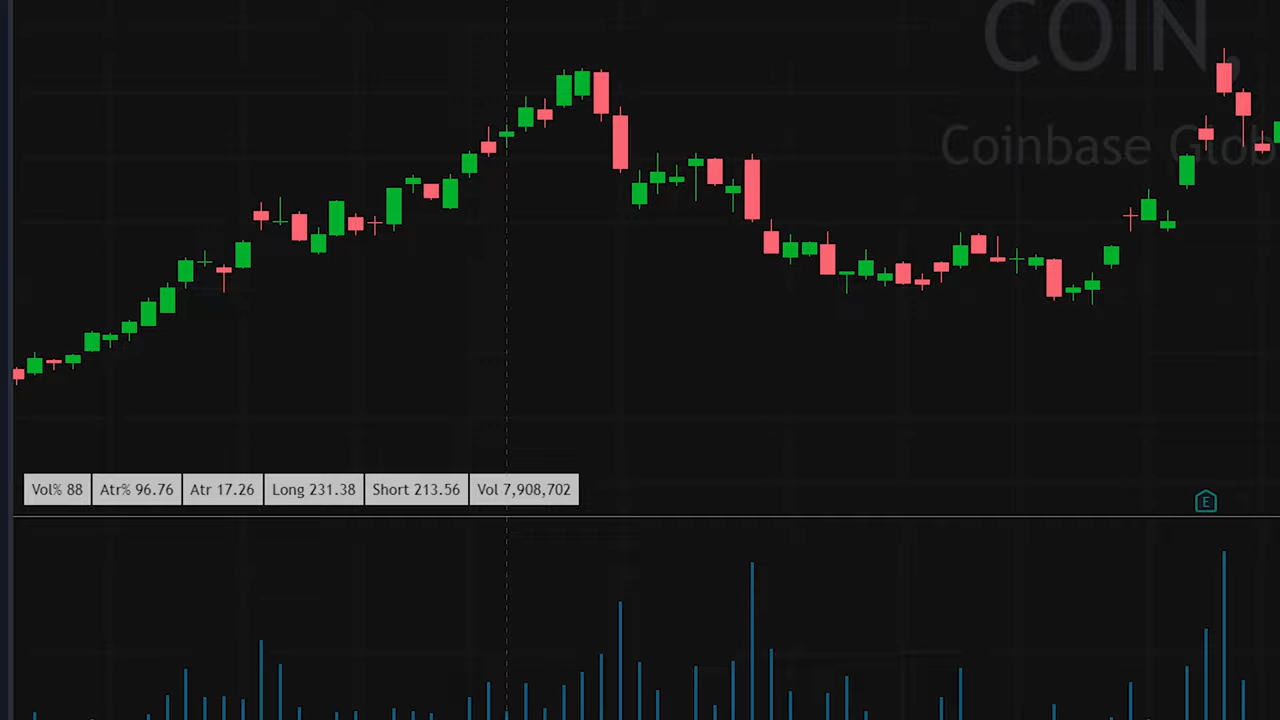 COIN,
Coinbase Glob
Vol% 88 Atr% 96.76 Atr 17.26 Long 231.38 Short 213.56 Vol 7,908,702
E